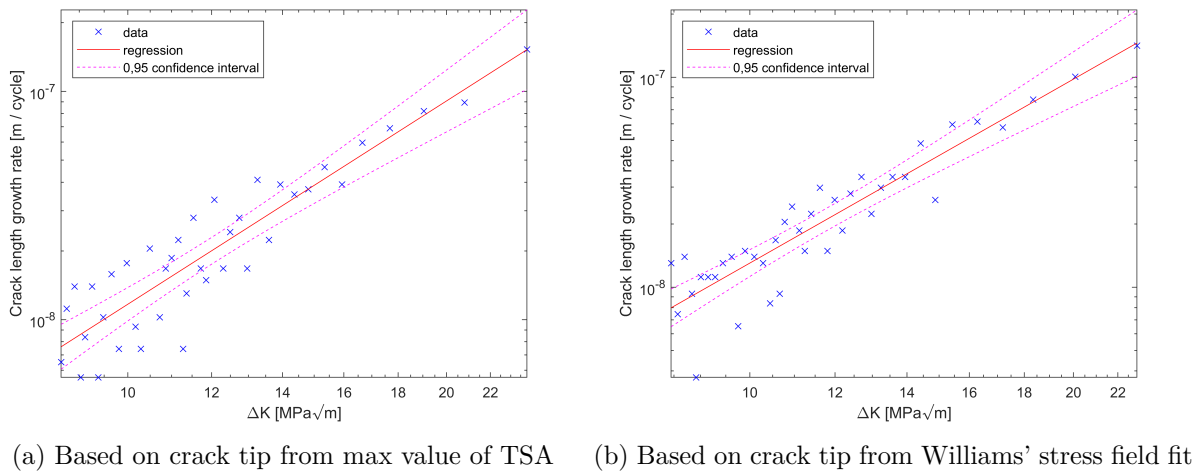 data
regression
0,95 confidence interval
10^-7
10^-8
Crack length growth rate [m / cycle]
10 12 14 16 18 20 22
ΔK [MPa√m]
(a) Based on crack tip from max value of TSA
data
regression
0,95 confidence interval
10^-7
10^-8
Crack length growth rate [m / cycle]
10 12 14 16 18 20 22
ΔK [MPa√m]
(b) Based on crack tip from Williams’ stress field fit